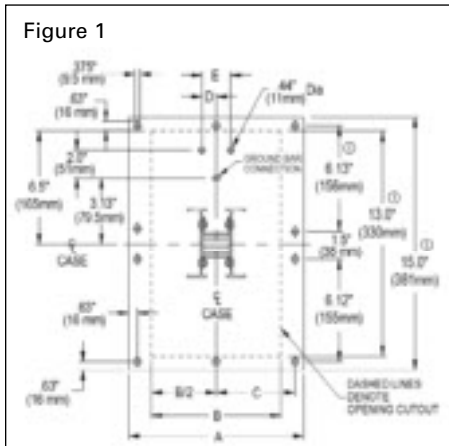 Figure 1
.375"
(9.5 mm)
.63"
(16 mm)
E
D
.44" Dia
(11mm)
GROUND BAR
CONNECTION
2.0"
(51mm)
6.5"
(165mm)
3.13"
(79.5mm)
6.13"
(156mm)
13.0"
(330mm)
1.5"
(38 mm)
15.0"
(381mm)
CASE
CASE
.63"
(16 mm)
6.12"
(155mm)
.63"
(16 mm)
B/2
C
B
A
DASHED LINES
DENOTE
OPENING CUTOUT